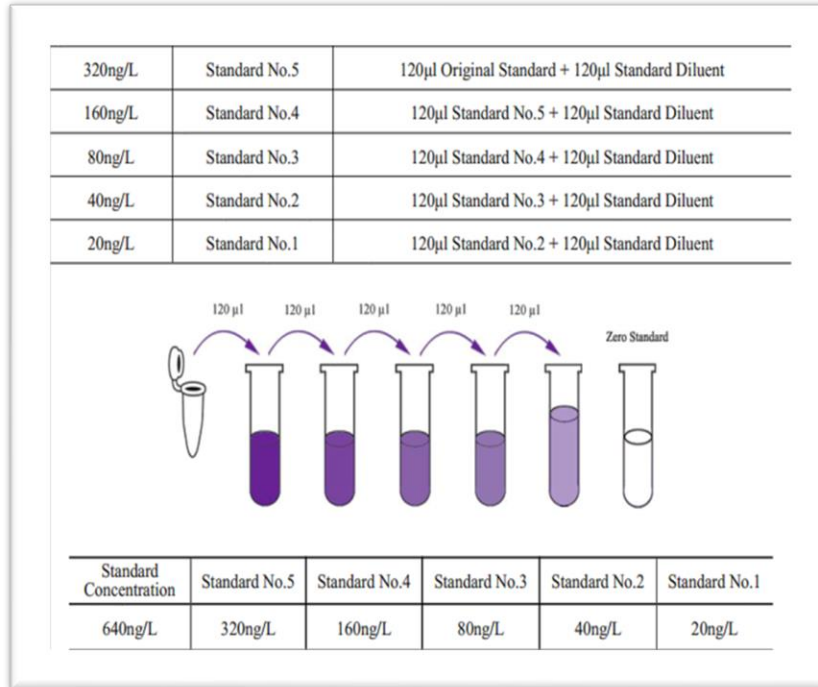 320ng/L Standard No.5 120µl Original Standard + 120µl Standard Diluent
160ng/L Standard No.4 120µl Standard No.5 + 120µl Standard Diluent
80ng/L Standard No.3 120µl Standard No.4 + 120µl Standard Diluent
40ng/L Standard No.2 120µl Standard No.3 + 120µl Standard Diluent
20ng/L Standard No.1 120µl Standard No.2 + 120µl Standard Diluent
120 µl 120 µl 120 µl 120 µl 120 µl
Zero Standard
Standard
Concentration Standard No.5 Standard No.4 Standard No.3 Standard No.2 Standard No.1
640ng/L 320ng/L 160ng/L 80ng/L 40ng/L 20ng/L